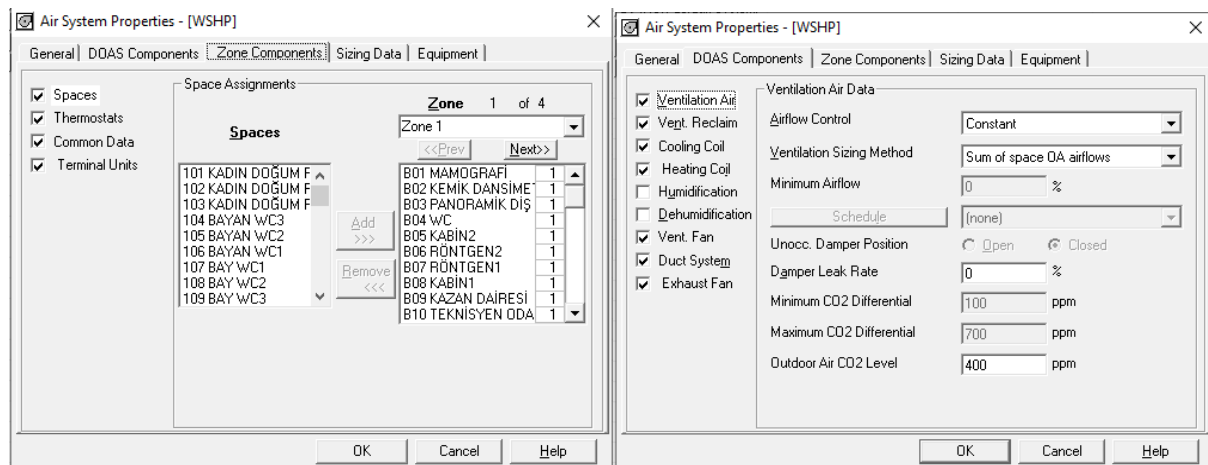 Air System Properties - [WSHP]
General DOAS Components Zone Components Sizing Data Equipment
Spaces
Thermostats
Common Data
Terminal Units
Space Assignments
Zone 1 of 4
Spaces
Zone 1
<<Prev Next>>
101 KADIN DOĞUM P
102 KADIN DOĞUM P
103 KADIN DOĞUM P
104 BAYAN WC3
105 BAYAN WC2
106 BAYAN WC1
107 BAY WC1
108 BAY WC2
109 BAY WC3
Add
>>>
Remove
<<<
B01 MAMOGRAFİ 1
B02 KEMİK DANSİMET 1
B03 PANORAMİK DİŞ 1
B04 WC 1
B05 KABİN2 1
B06 RÖNTGEN2 1
B07 RÖNTGEN1 1
B08 KABİN1 1
B09 KAZAN DAİRESİ 1
B10 TEKNİSYEN ODA 1
OK Cancel Help
Air System Properties - [WSHP]
General DOAS Components Zone Components Sizing Data Equipment
Ventilation Air
Vent. Reclaim
Cooling Coil
Heating Coil
Humidification
Dehumidification
Vent. Fan
Duct System
Exhaust Fan
Ventilation Air Data
Airflow Control Constant
Ventilation Sizing Method Sum of space OA airflows
Minimum Airflow 0 %
Schedule (none)
Unocc. Damper Position Open Closed
Damper Leak Rate 0 %
Minimum CO2 Differential 100 ppm
Maximum CO2 Differential 700 ppm
Outdoor Air CO2 Level 400 ppm
OK Cancel Help